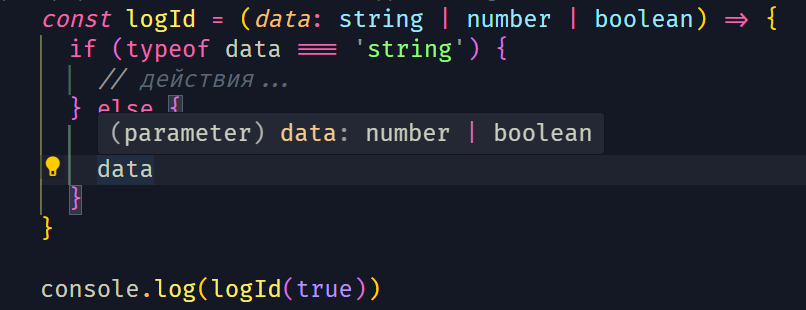 const logId = (data: string | number | boolean) => {
if (typeof data === 'string') {
// действия...
} else {
(parameter) data: number | boolean
data
}
}
console.log(logId(true))